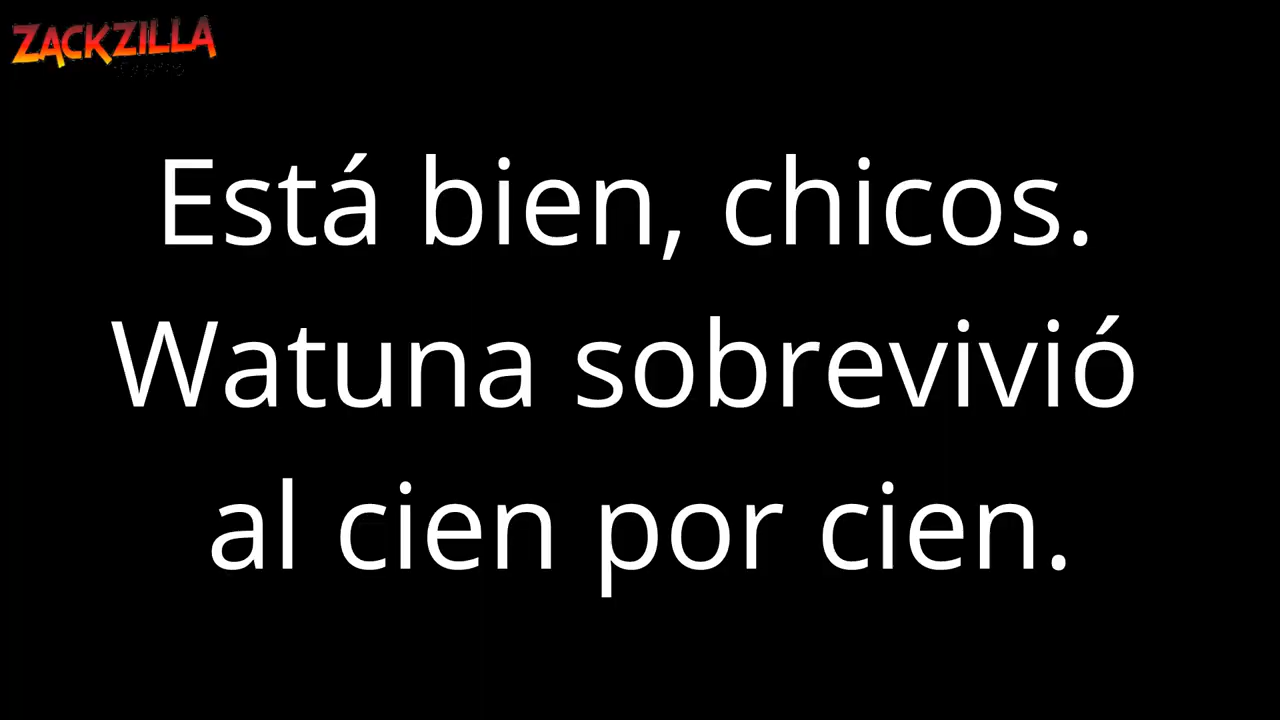 ZACKZILLA
Está bien, chicos.
Watuna sobrevivió
al cien por cien.